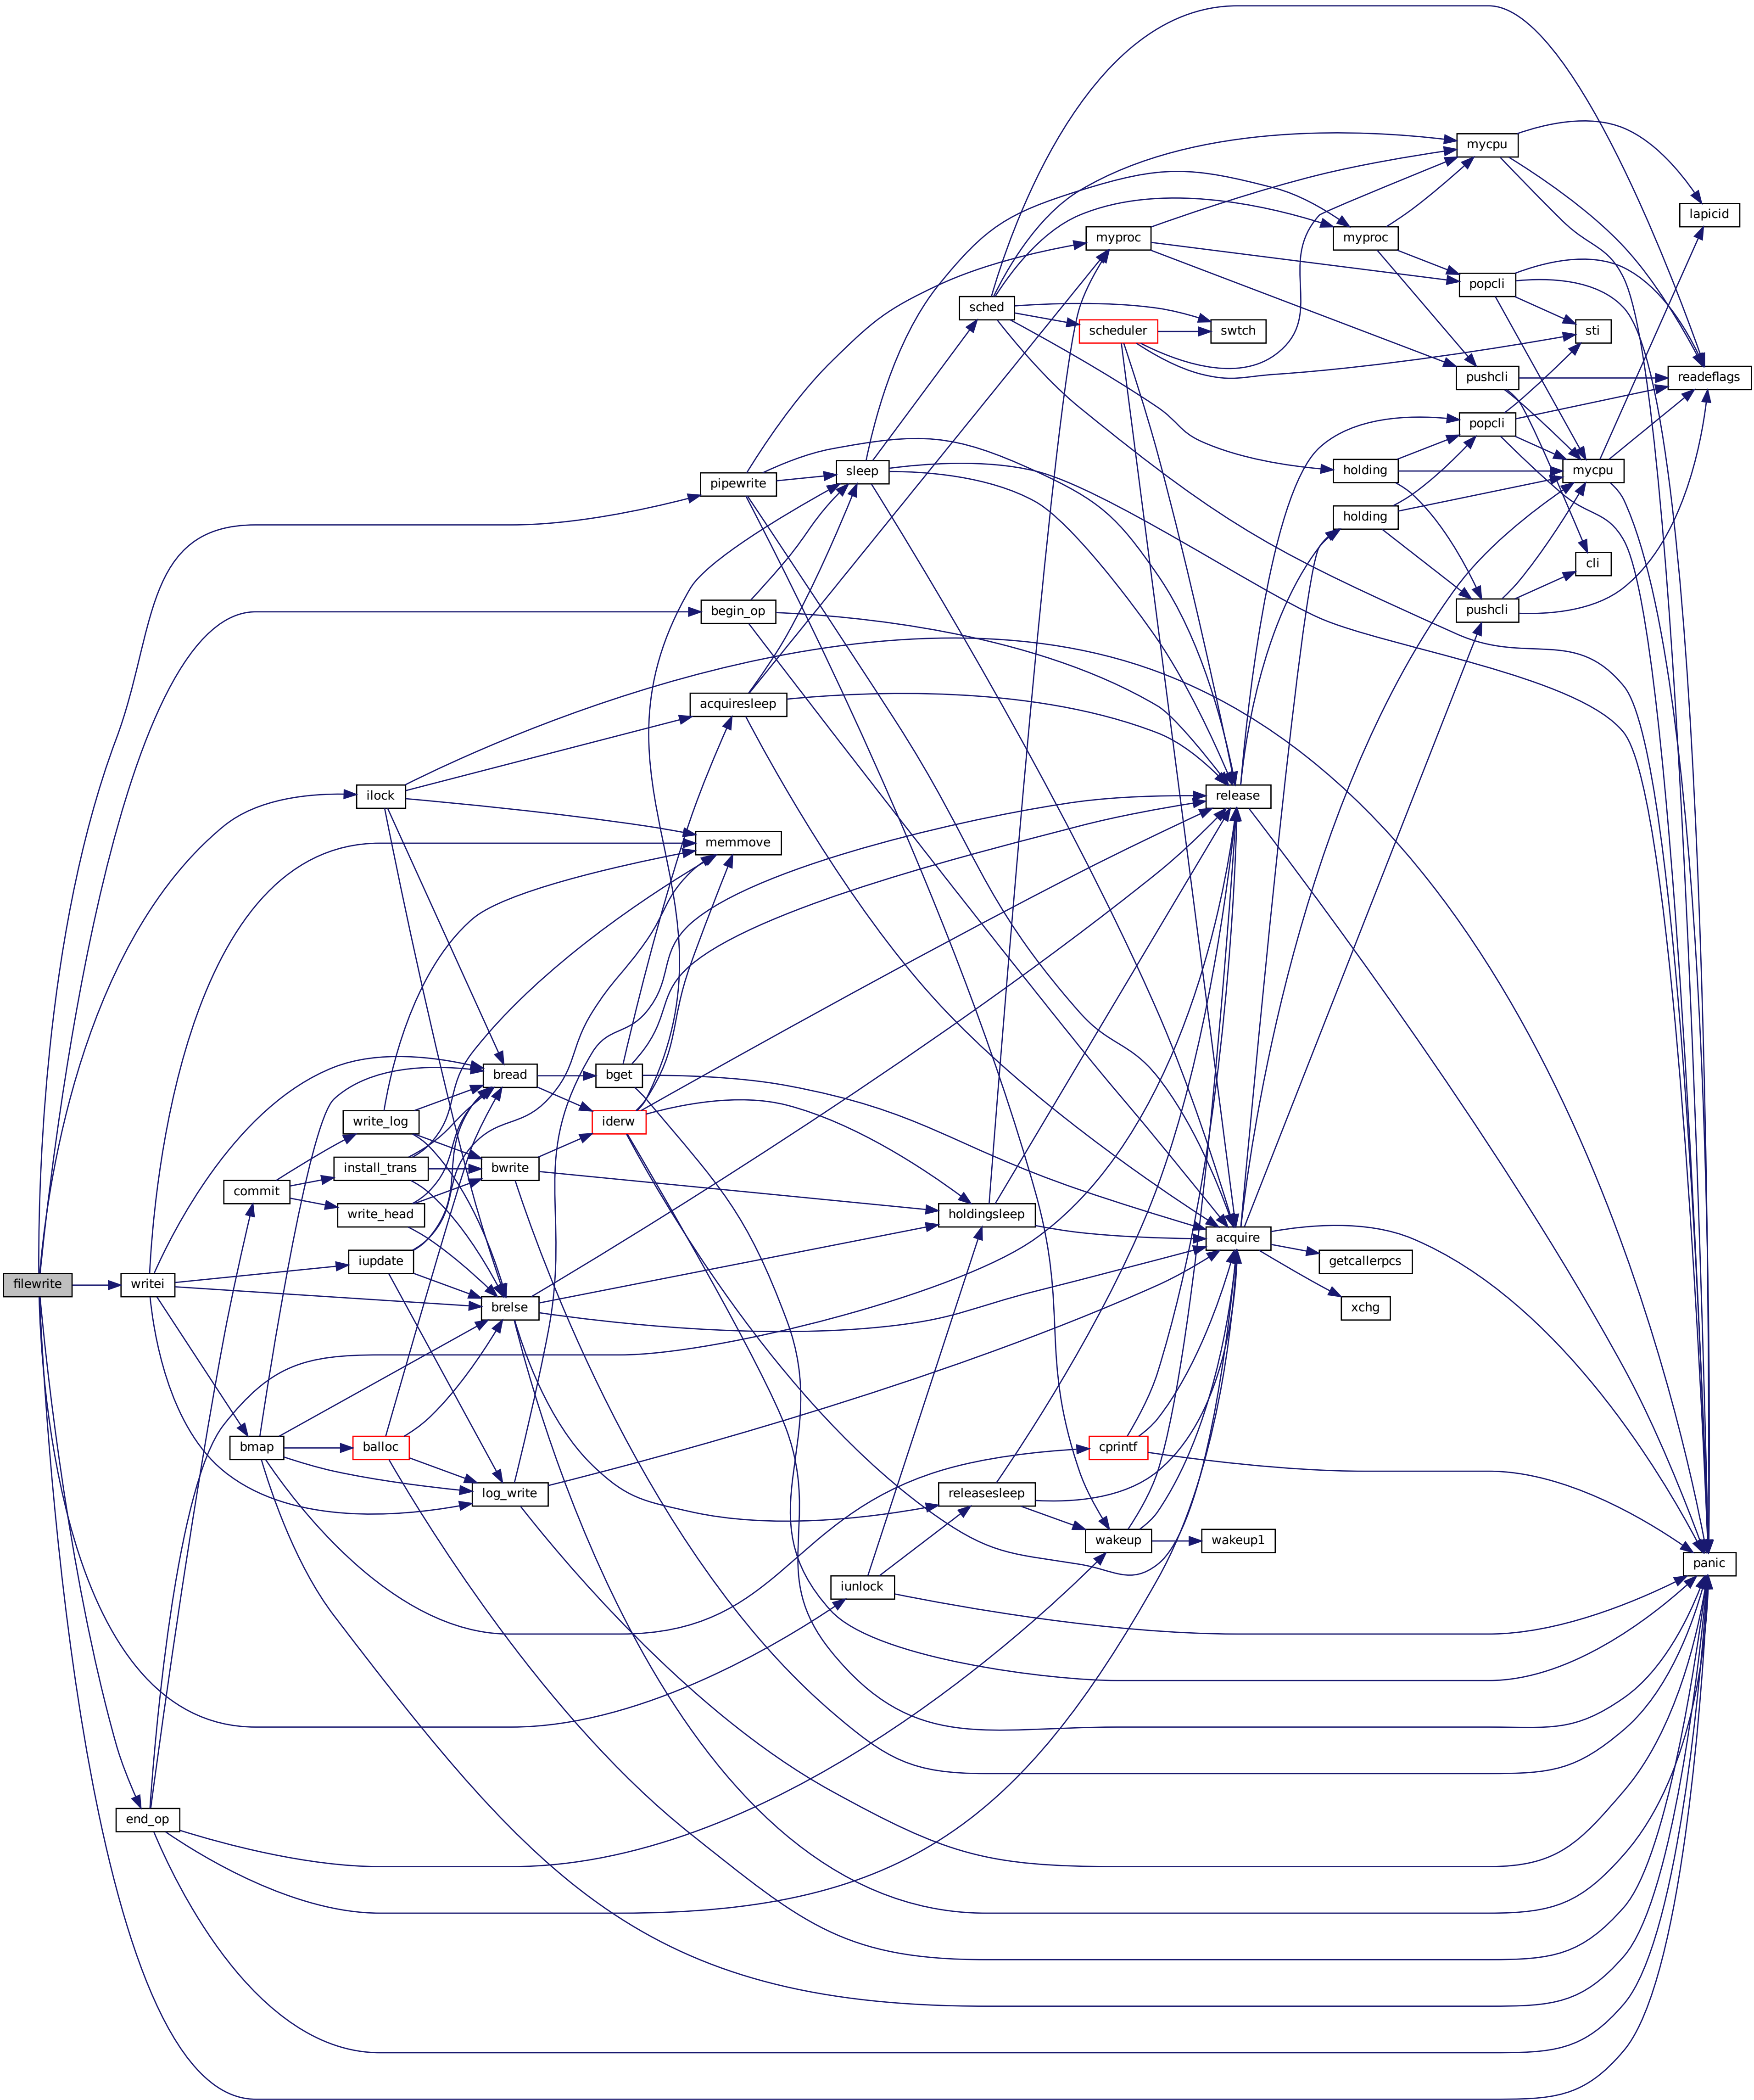 filewrite
writei
end_op
commit
bmap
ilock
write_log
install_trans
write_head
iupdate
balloc
bread
bwrite
brelse
log_write
bget
iderw
pipewrite
begin_op
acquiresleep
memmove
sleep
iunlock
sched
holdingsleep
releasesleep
myproc
scheduler
cprintf
wakeup
swtch
release
acquire
wakeup1
myproc
holding
holding
getcallerpcs
xchg
mycpu
popcli
pushcli
popcli
pushcli
sti
mycpu
cli
lapicid
readeflags
panic